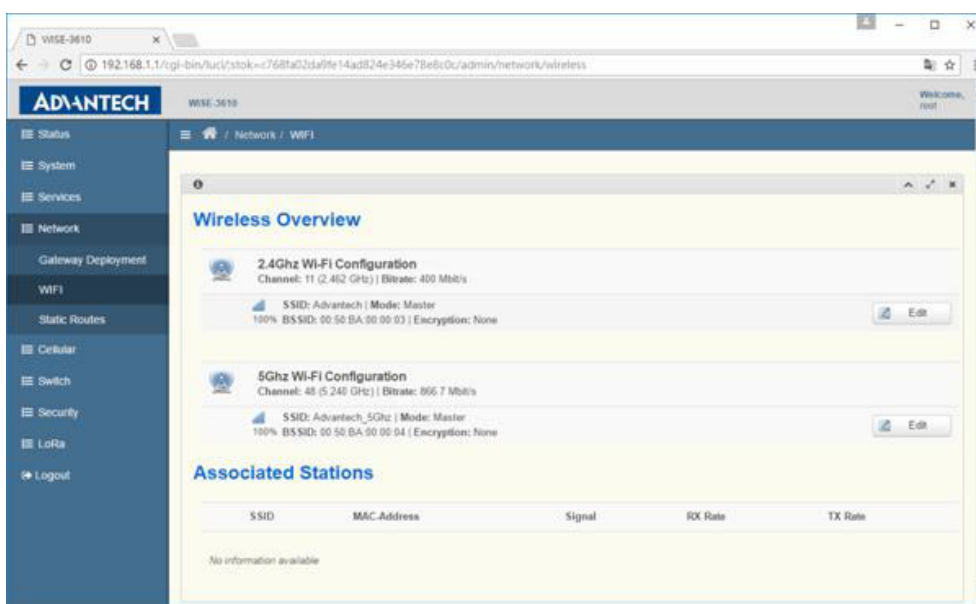 WISE-3610
192.168.1.1/cgi-bin/luci/;stok=c768fa02da9fe14ad824e346e78e8c0c/admin/network/wireless
ADVANTECH
WISE-3610
Welcome,
root
Status
/ Network / WIFI
System
Services
Network
Gateway Deployment
WIFI
Static Routes
Cellular
Switch
Security
LoRa
Logout
Wireless Overview
2.4Ghz Wi-Fi Configuration
Channel: 11 (2.462 GHz) | Bitrate: 400 Mbit/s
SSID: Advantech | Mode: Master
100% BSSID: 00:50:BA:00:00:03 | Encryption: None
Edit
5Ghz Wi-Fi Configuration
Channel: 48 (5.240 GHz) | Bitrate: 866.7 Mbit/s
SSID: Advantech_5Ghz | Mode: Master
100% BSSID: 00:50:BA:00:00:04 | Encryption: None
Edit
Associated Stations
SSID MAC-Address Signal RX Rate TX Rate
No information available